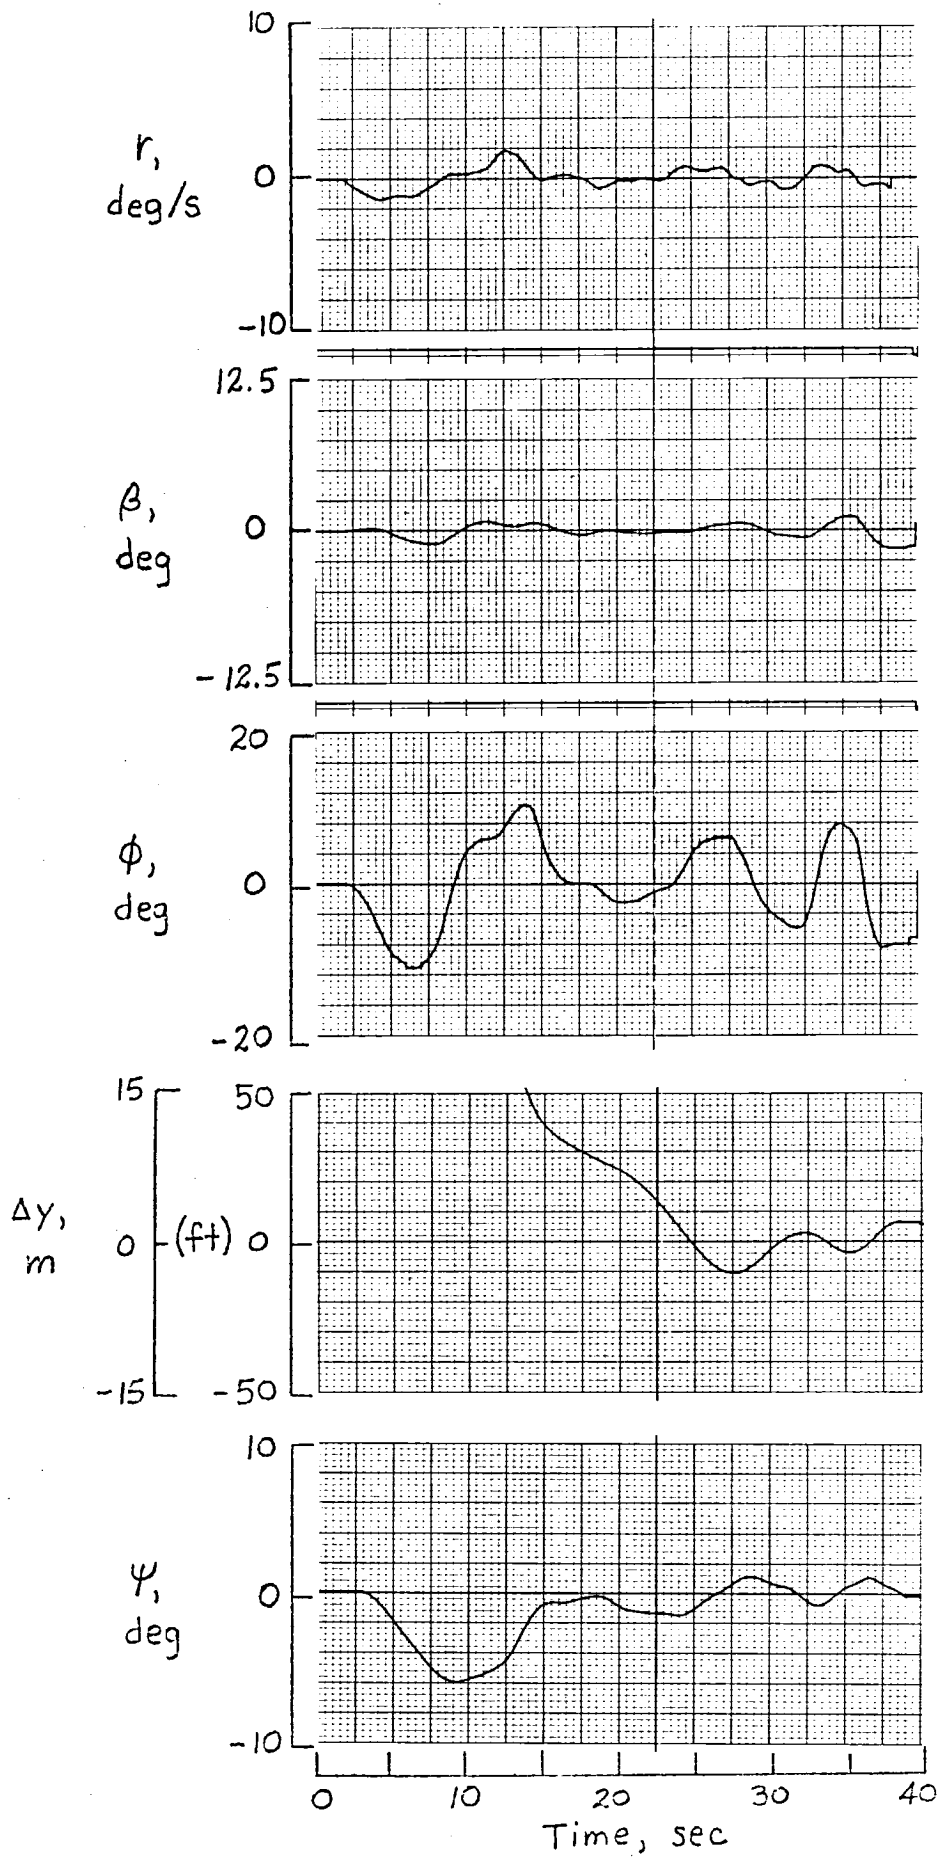 10
r,
deg/s
0
-10
12.5
β,
deg
0
-12.5
20
ϕ,
deg
0
-20
15 50
Δy,
m
0 (ft) 0
-15 -50
10
ψ,
deg
0
-10
0 10 20 30 40
Time, sec